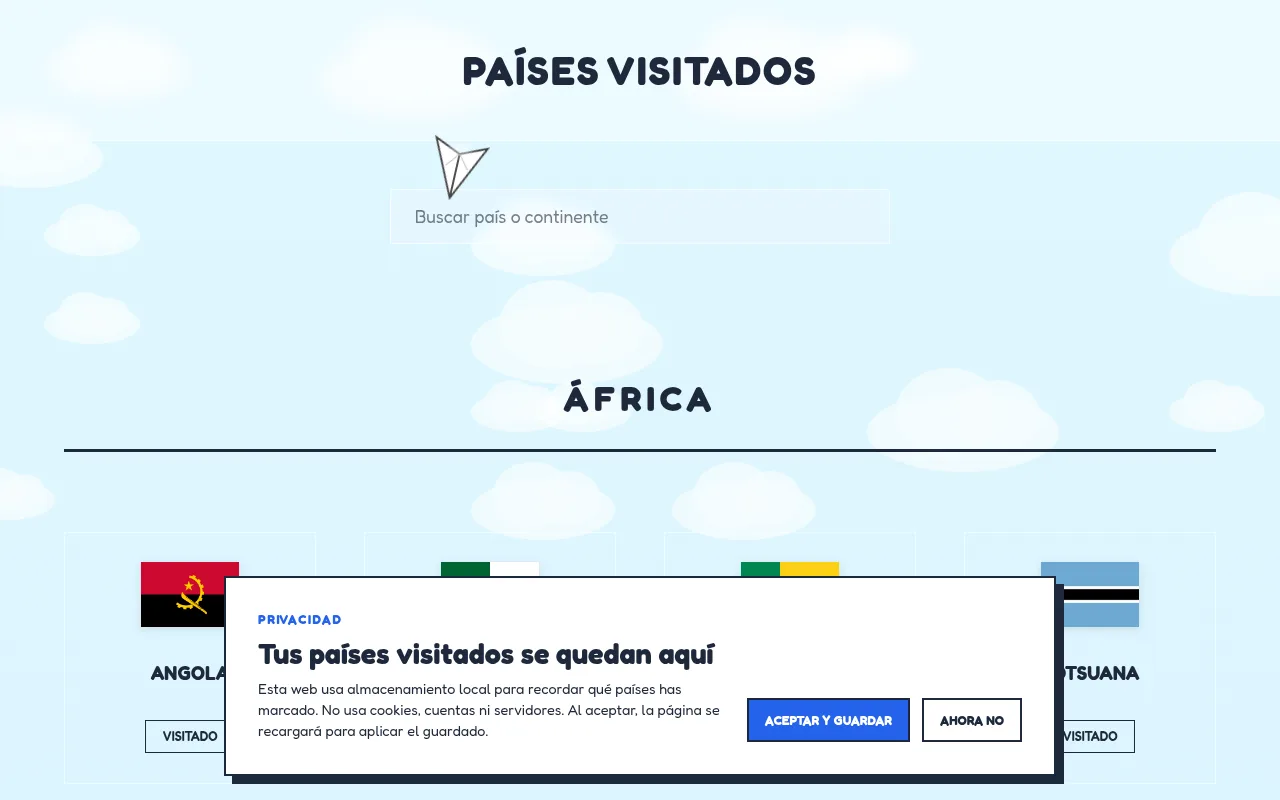 PAÍSES VISITADOS
Buscar país o continente
ÁFRICA
ANGOLA
VISITADO
VISITADO
PRIVACIDAD
Tus países visitados se quedan aquí
Esta web usa almacenamiento local para recordar qué países has
marcado. No usa cookies, cuentas ni servidores. Al aceptar, la página se
recargará para aplicar el guardado.
ACEPTAR Y GUARDAR
AHORA NO